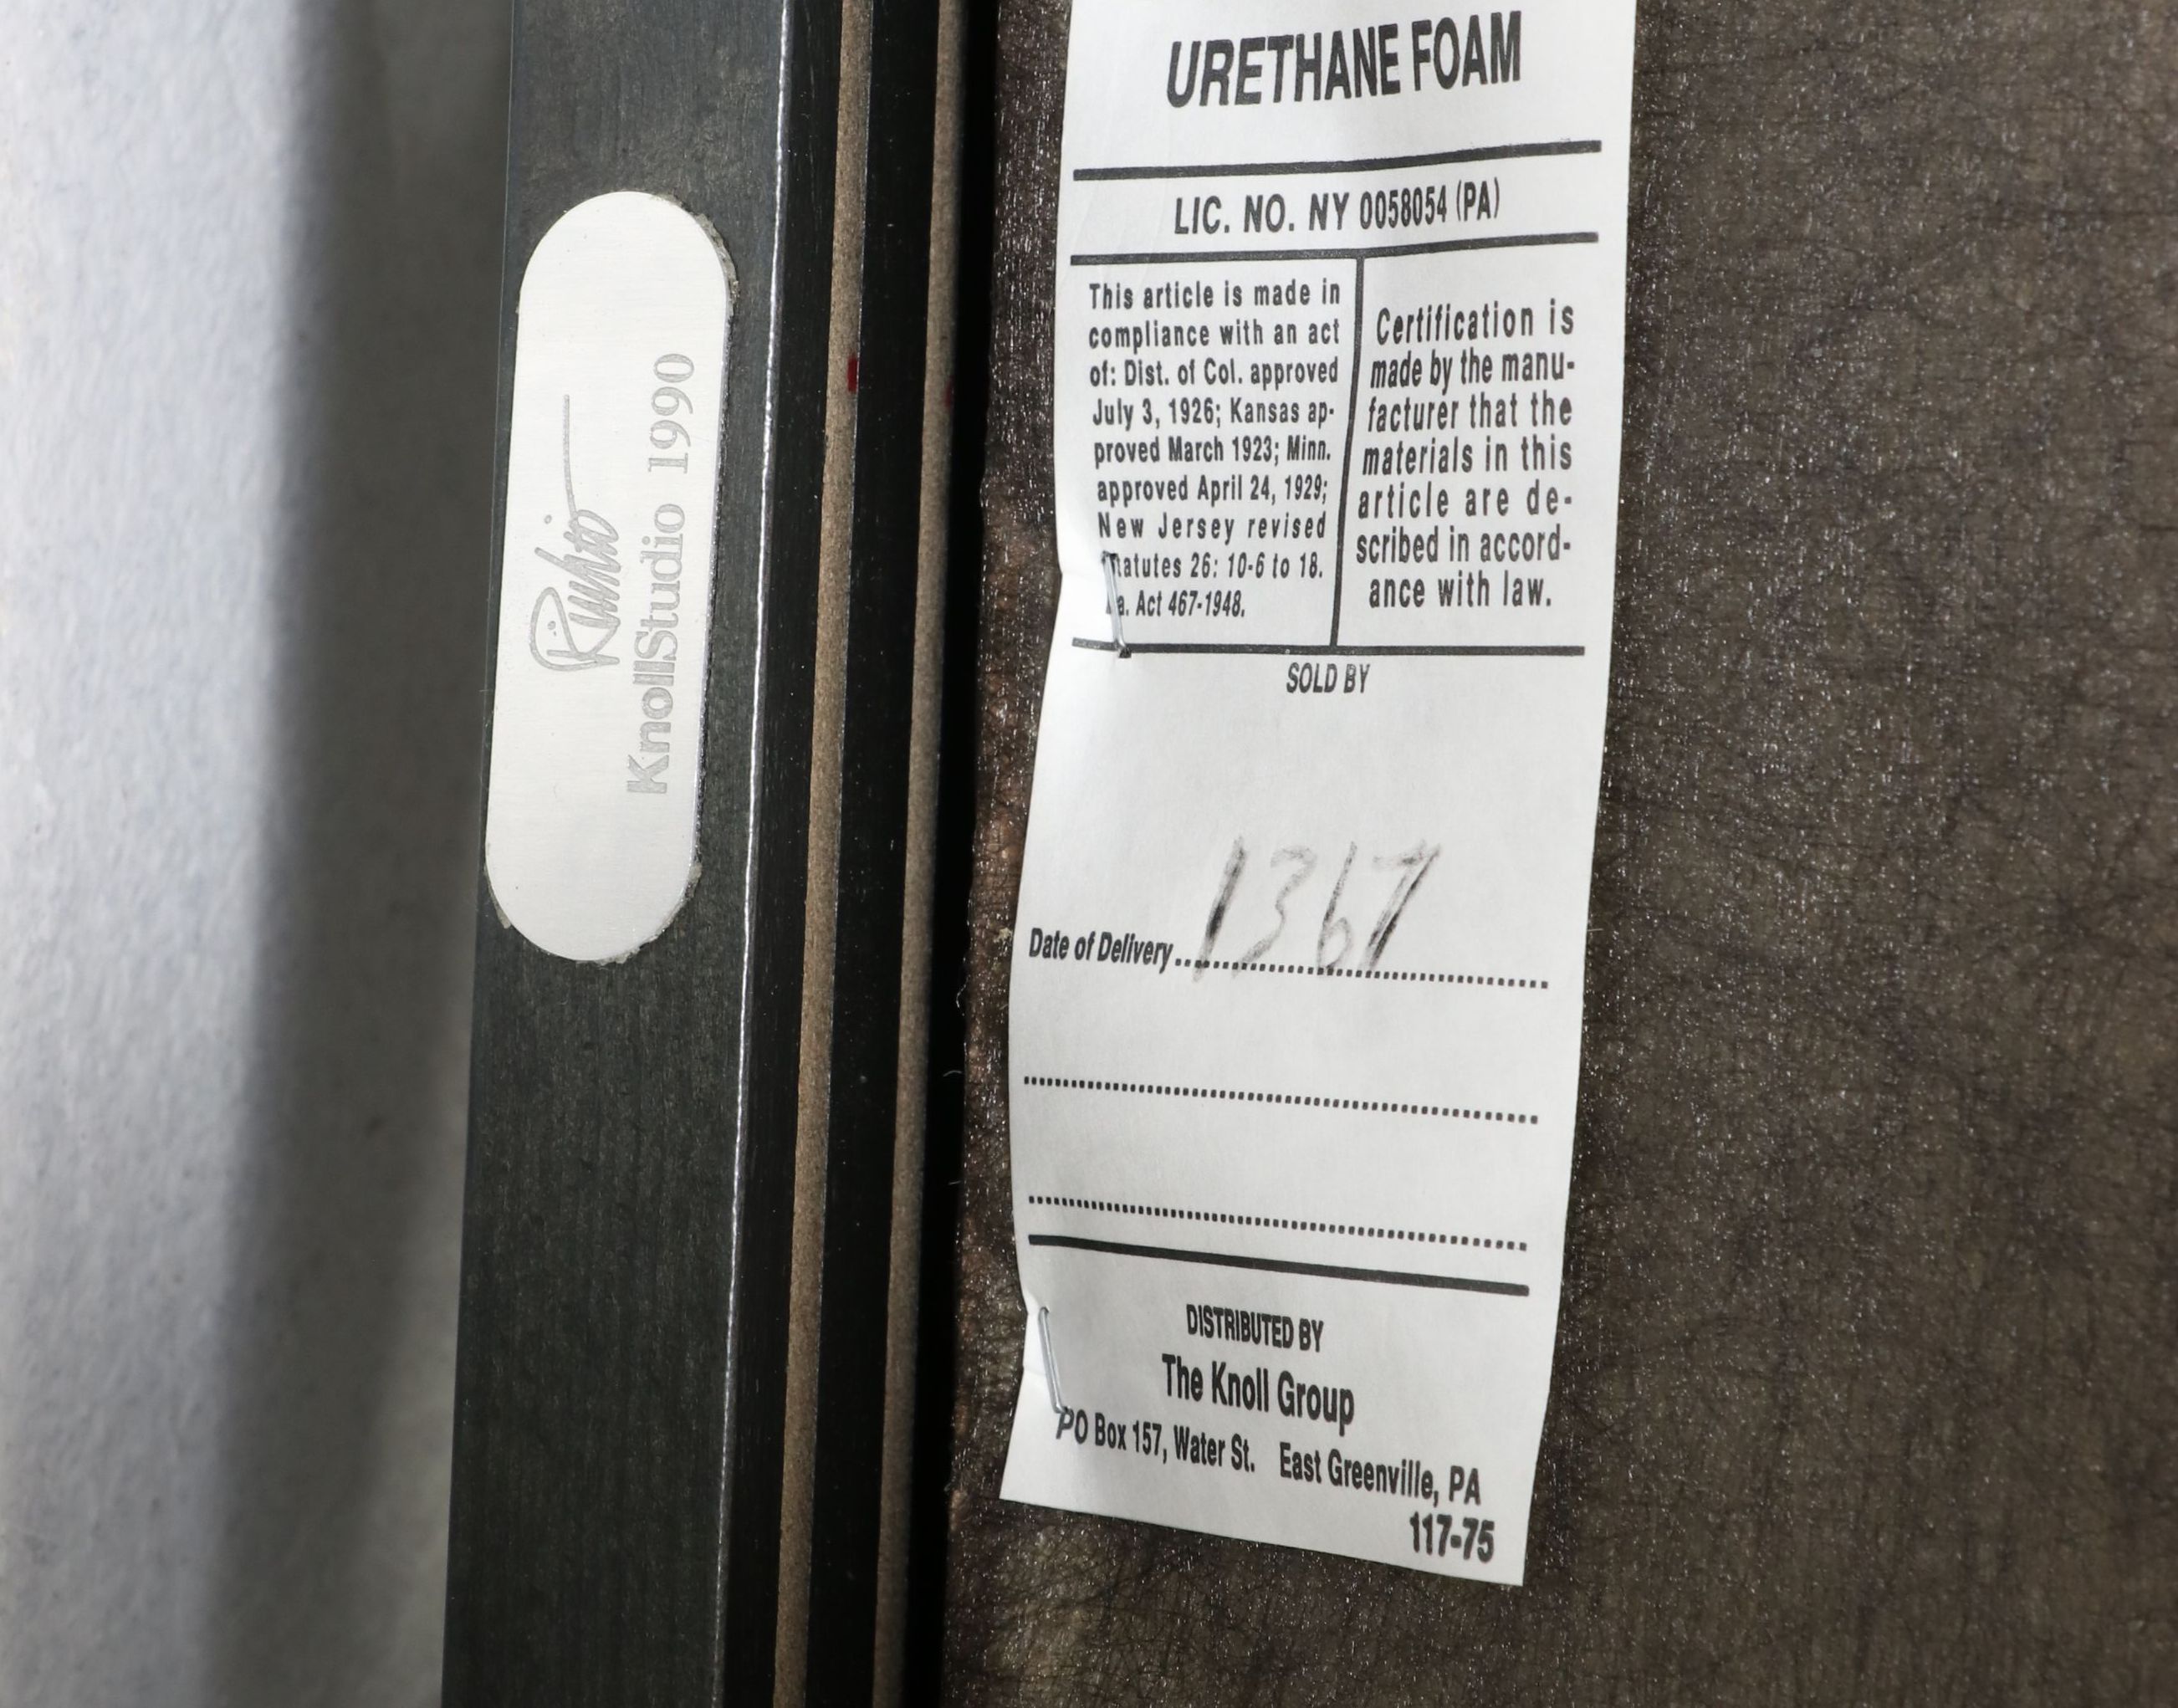 KnollStudio 1990
URETHANE FOAM
LIC. NO. NY 0058054 (PA)
This article is made in
compliance with an act
of: Dist. of Col. approved
July 3, 1926; Kansas ap-
proved March 1923; Minn.
approved April 24, 1929;
New Jersey revised
tatutes 26: 10-6 to 18.
a. Act 467-1948.
Certification is
made by the manu-
facturer that the
materials in this
article are de-
scribed in accord-
ance with law.
SOLD BY
Date of Delivery 1367
DISTRIBUTED BY
The Knoll Group
PO Box 157, Water St. East Greenville, PA
117-75